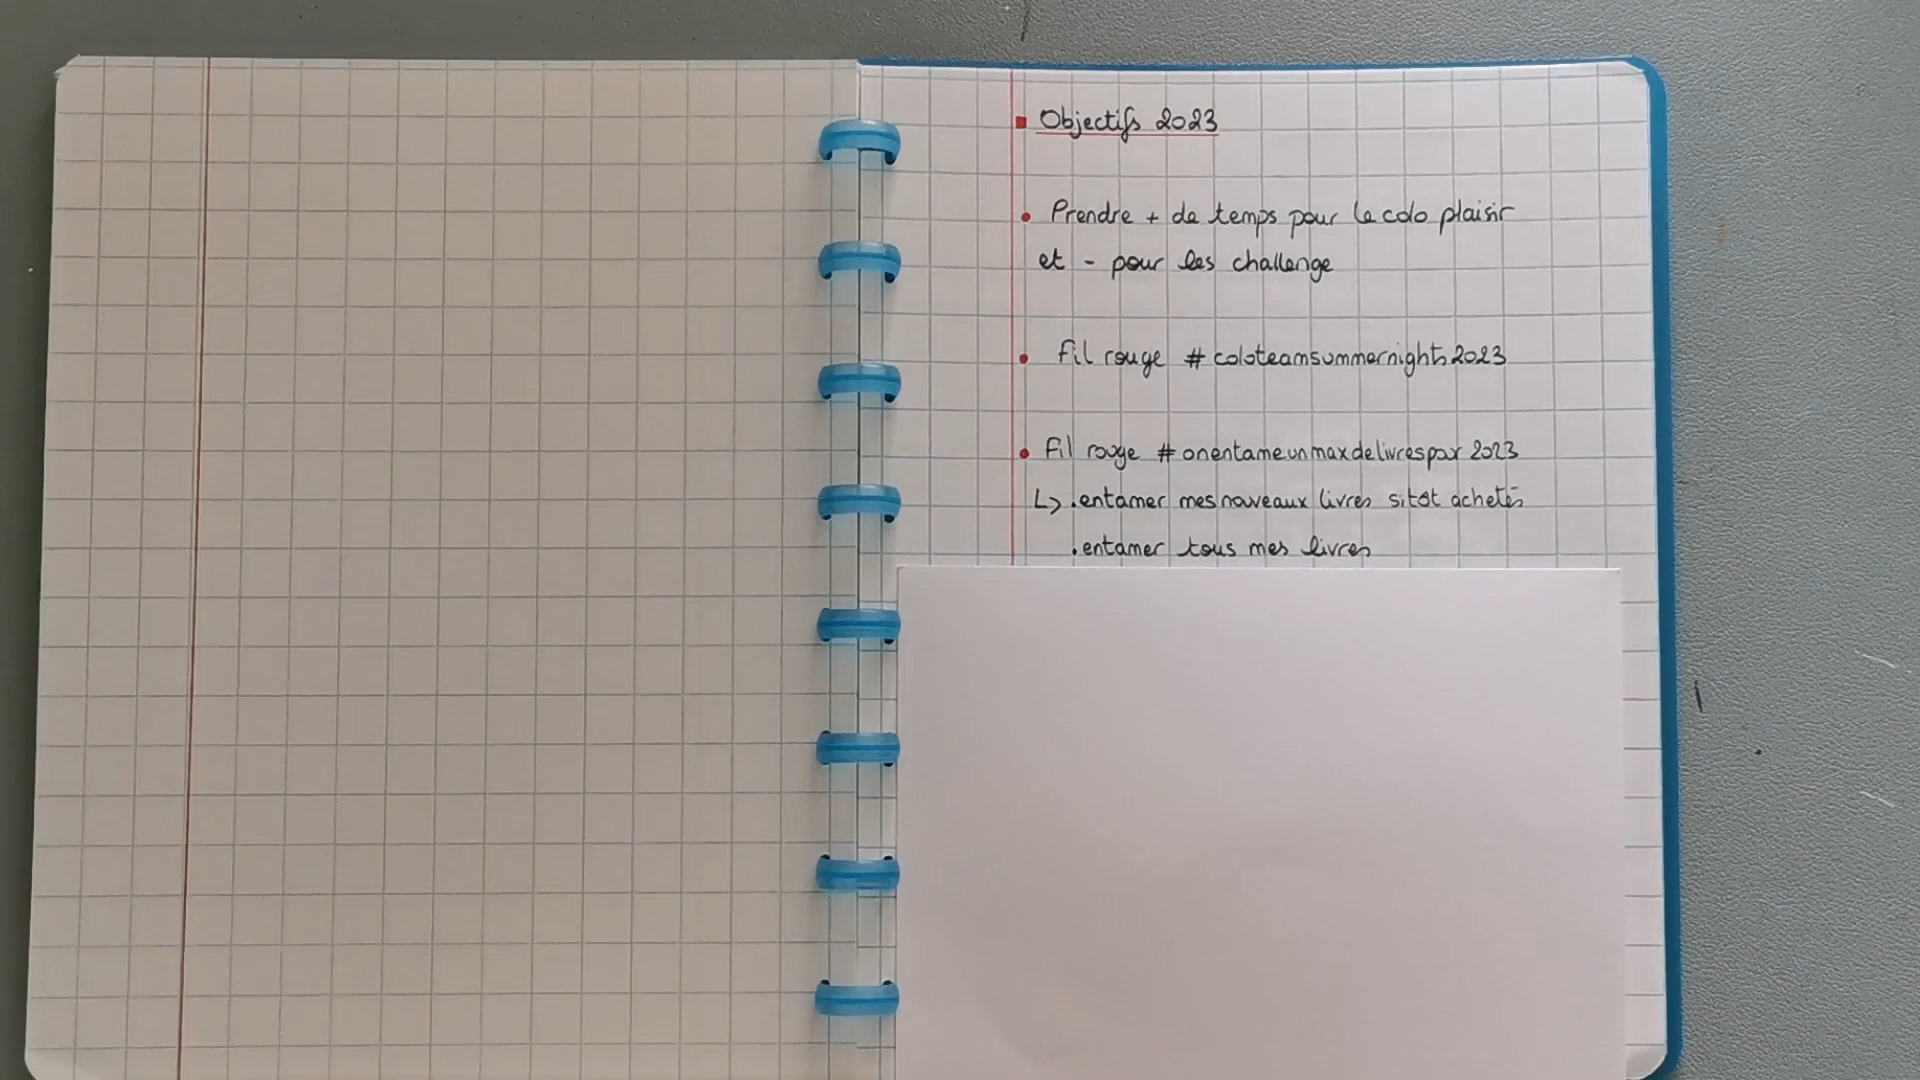 Objectifs 2023
• Prendre + de temps pour le colo plaisir
et - pour les challenge
• Fil rouge #coloteamsummernights2023
• Fil rouge #onentameunmaxdelivrespar2023
↳ .entamer mes nouveaux livres sitôt achetés
.entamer tous mes livres